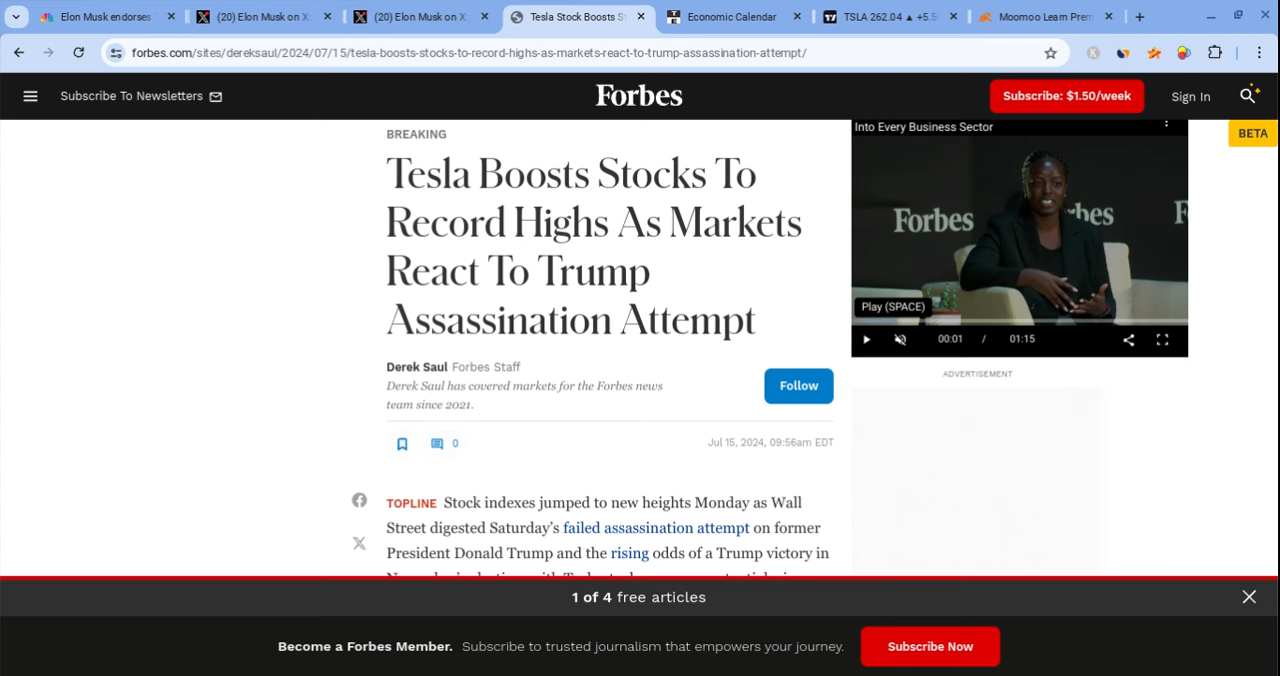 Elon Musk endorses
(20) Elon Musk on X:
(20) Elon Musk on X:
Tesla Stock Boosts S
Economic Calendar
TSLA 262.04 ▲ +5.5
Moomoo Learn Prem
forbes.com/sites/dereksaul/2024/07/15/tesla-boosts-stocks-to-record-highs-as-markets-react-to-trump-assassination-attempt/
Subscribe To Newsletters
Forbes
Subscribe: $1.50/week
Sign In
BETA
BREAKING
Tesla Boosts Stocks To
Record Highs As Markets
React To Trump
Assassination Attempt
Derek Saul Forbes Staff
Derek Saul has covered markets for the Forbes news
team since 2021.
Follow
0
Jul 15, 2024, 09:56am EDT
TOPLINE Stock indexes jumped to new heights Monday as Wall
Street digested Saturday's failed assassination attempt on former
President Donald Trump and the rising odds of a Trump victory in
Into Every Business Sector
Forbes
rbes
F
Play (SPACE)
00:01 / 01:15
ADVERTISEMENT
1 of 4 free articles
Become a Forbes Member. Subscribe to trusted journalism that empowers your journey.
Subscribe Now